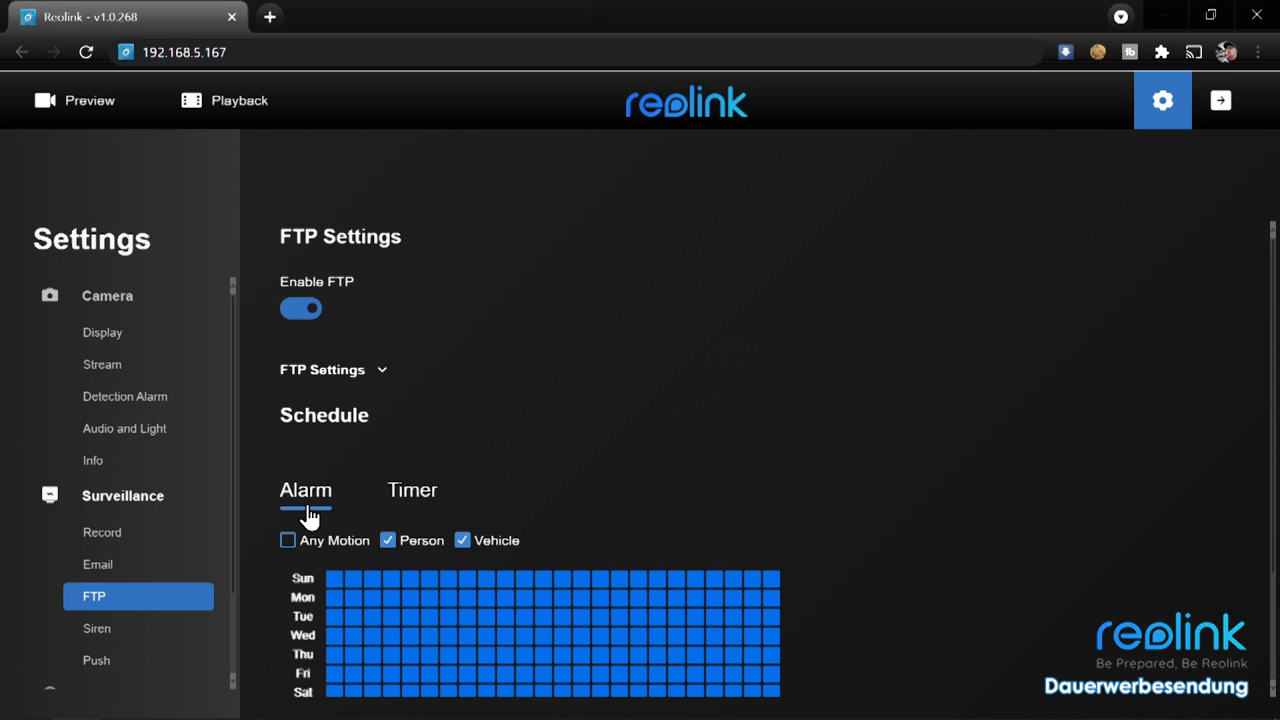 Reolink - v1.0.268
192.168.5.167
Preview
Playback
reolink
Settings
Camera
Display
Stream
Detection Alarm
Audio and Light
Info
Surveillance
Record
Email
FTP
Siren
Push
FTP Settings
Enable FTP
FTP Settings
Schedule
Alarm Timer
Any Motion Person Vehicle
Sun
Mon
Tue
Wed
Thu
Fri
Sat
reolink
Be Prepared, Be Reolink
Dauerwerbesendung